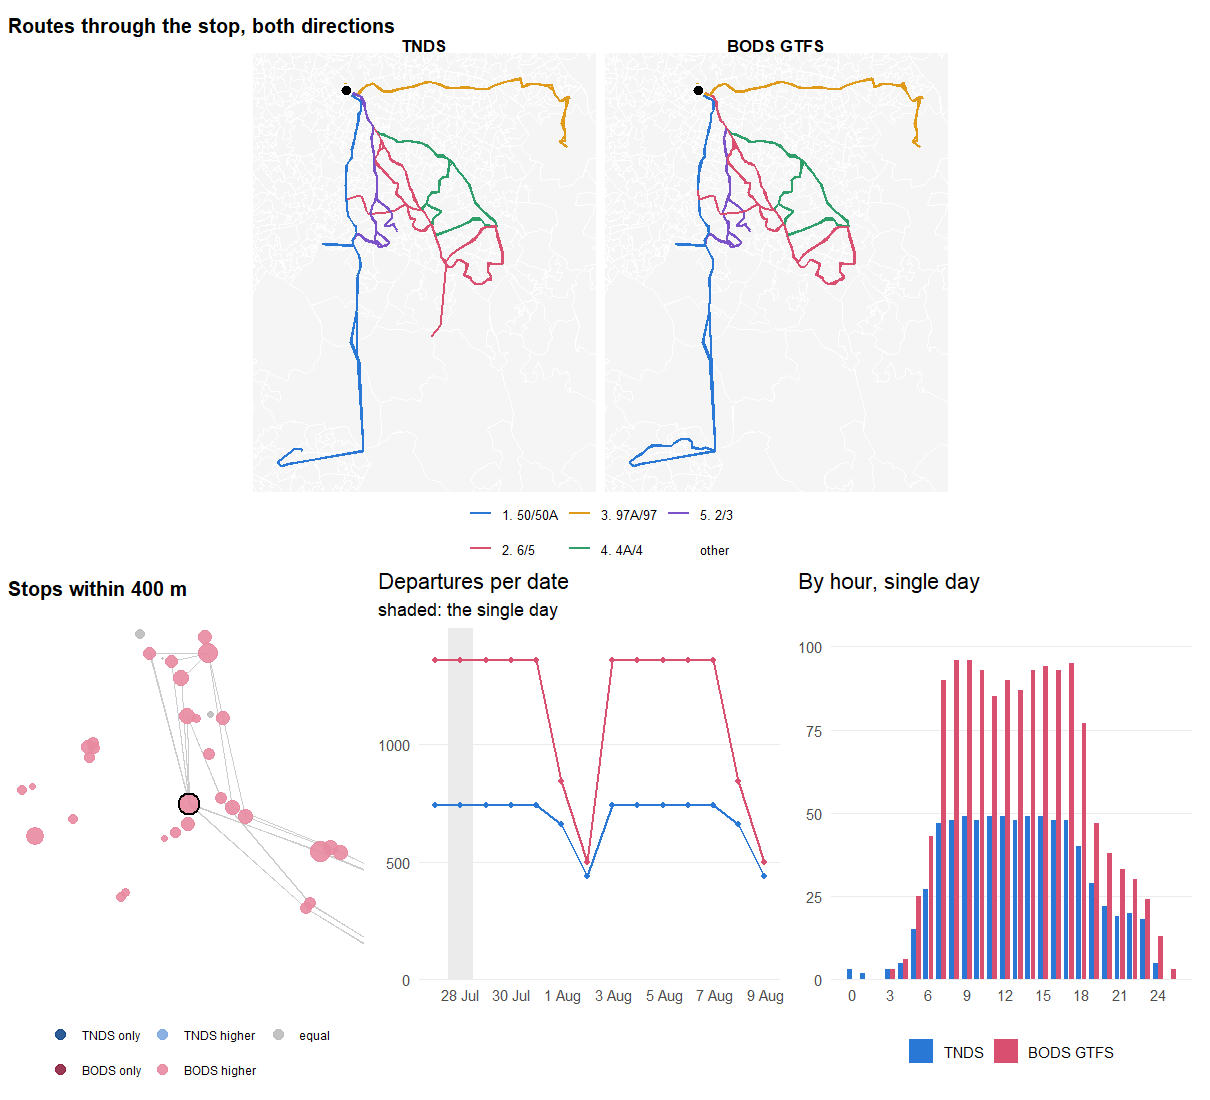 Routes through the stop, both directions
TNDS
BODS GTFS
1. 50/50A
3. 97A/97
5. 2/3
2. 6/5
4. 4A/4
other
Stops within 400 m
TNDS only
TNDS higher
equal
BODS only
BODS higher
Departures per date
shaded: the single day
1000
500
0
28 Jul
30 Jul
1 Aug
3 Aug
5 Aug
7 Aug
9 Aug
By hour, single day
100
75
50
25
0
0
3
6
9
12
15
18
21
24
TNDS
BODS GTFS